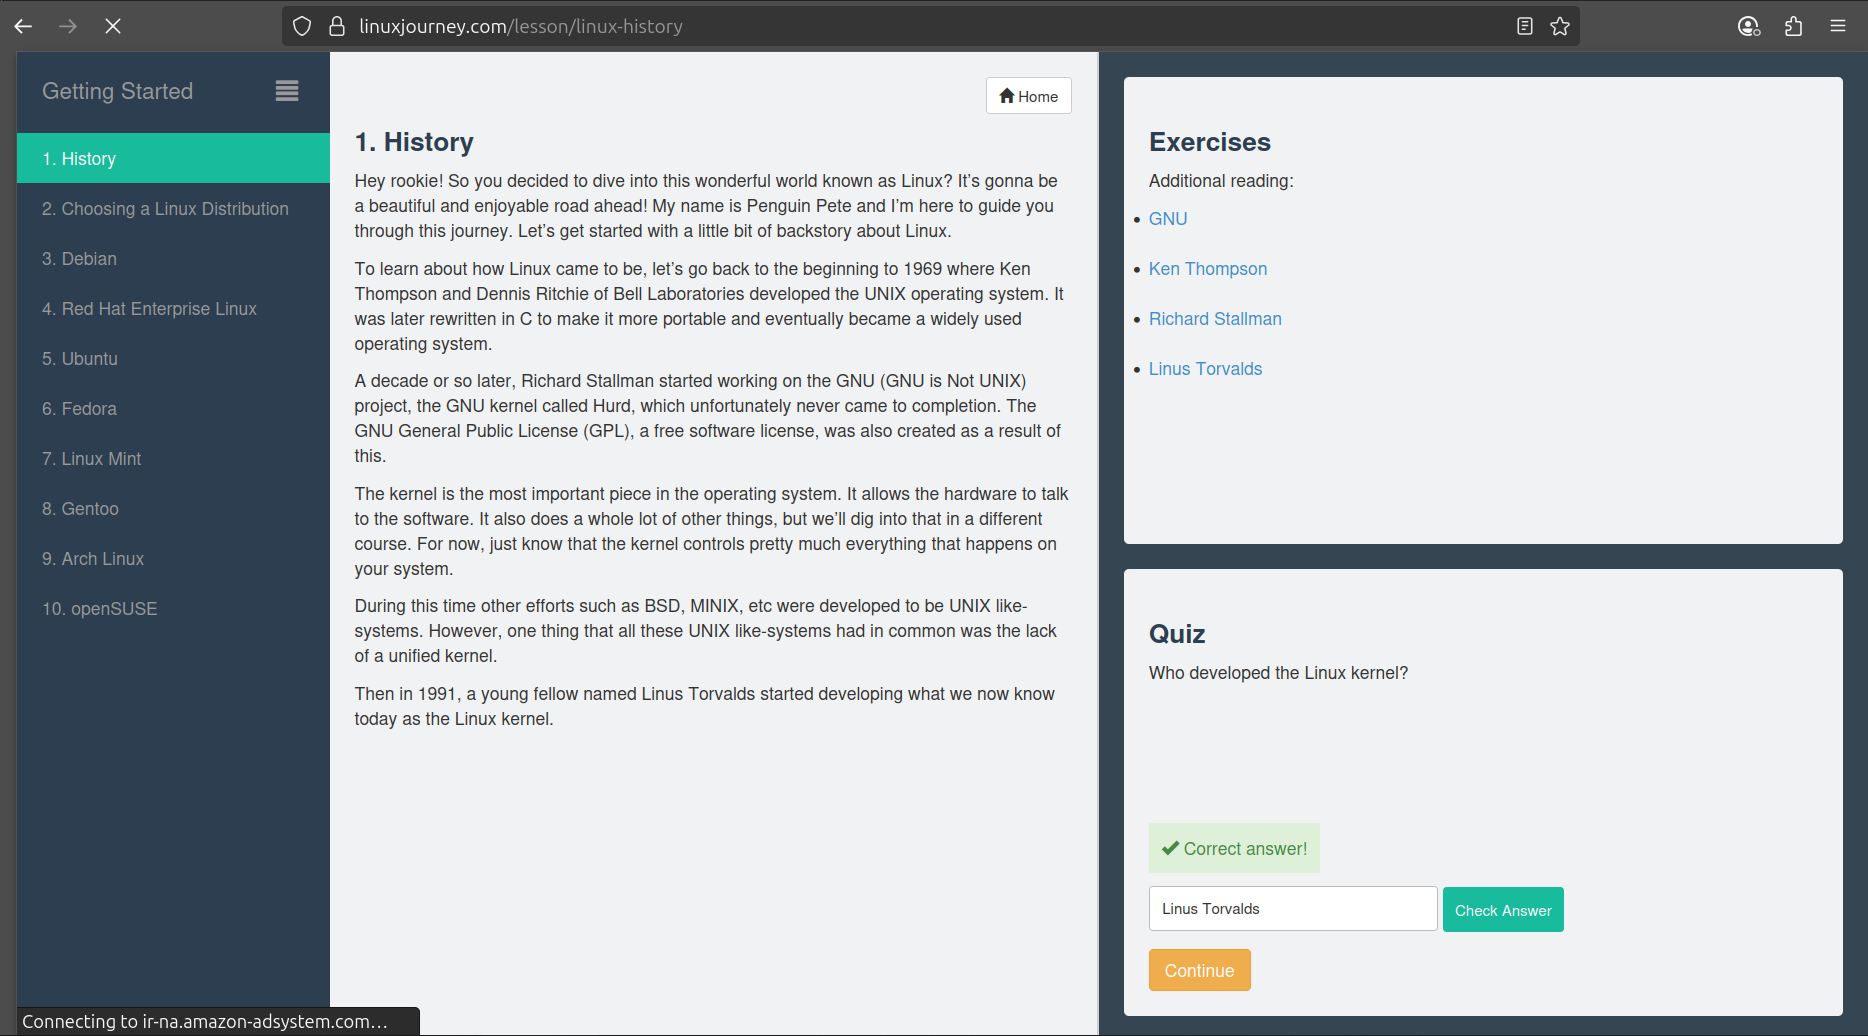 linuxjourney.com/lesson/linux-history
Getting Started
1. History
2. Choosing a Linux Distribution
3. Debian
4. Red Hat Enterprise Linux
5. Ubuntu
6. Fedora
7. Linux Mint
8. Gentoo
9. Arch Linux
10. openSUSE
Home
1. History
Hey rookie! So you decided to dive into this wonderful world known as Linux? It’s gonna be
a beautiful and enjoyable road ahead! My name is Penguin Pete and I’m here to guide you
through this journey. Let’s get started with a little bit of backstory about Linux.
To learn about how Linux came to be, let’s go back to the beginning to 1969 where Ken
Thompson and Dennis Ritchie of Bell Laboratories developed the UNIX operating system. It
was later rewritten in C to make it more portable and eventually became a widely used
operating system.
A decade or so later, Richard Stallman started working on the GNU (GNU is Not UNIX)
project, the GNU kernel called Hurd, which unfortunately never came to completion. The
GNU General Public License (GPL), a free software license, was also created as a result of
this.
The kernel is the most important piece in the operating system. It allows the hardware to talk
to the software. It also does a whole lot of other things, but we’ll dig into that in a different
course. For now, just know that the kernel controls pretty much everything that happens on
your system.
During this time other efforts such as BSD, MINIX, etc were developed to be UNIX like-
systems. However, one thing that all these UNIX like-systems had in common was the lack
of a unified kernel.
Then in 1991, a young fellow named Linus Torvalds started developing what we now know
today as the Linux kernel.
Exercises
Additional reading:
• GNU
• Ken Thompson
• Richard Stallman
• Linus Torvalds
Quiz
Who developed the Linux kernel?
Correct answer!
Linus Torvalds
Check Answer
Continue
Connecting to ir-na.amazon-adsystem.com…